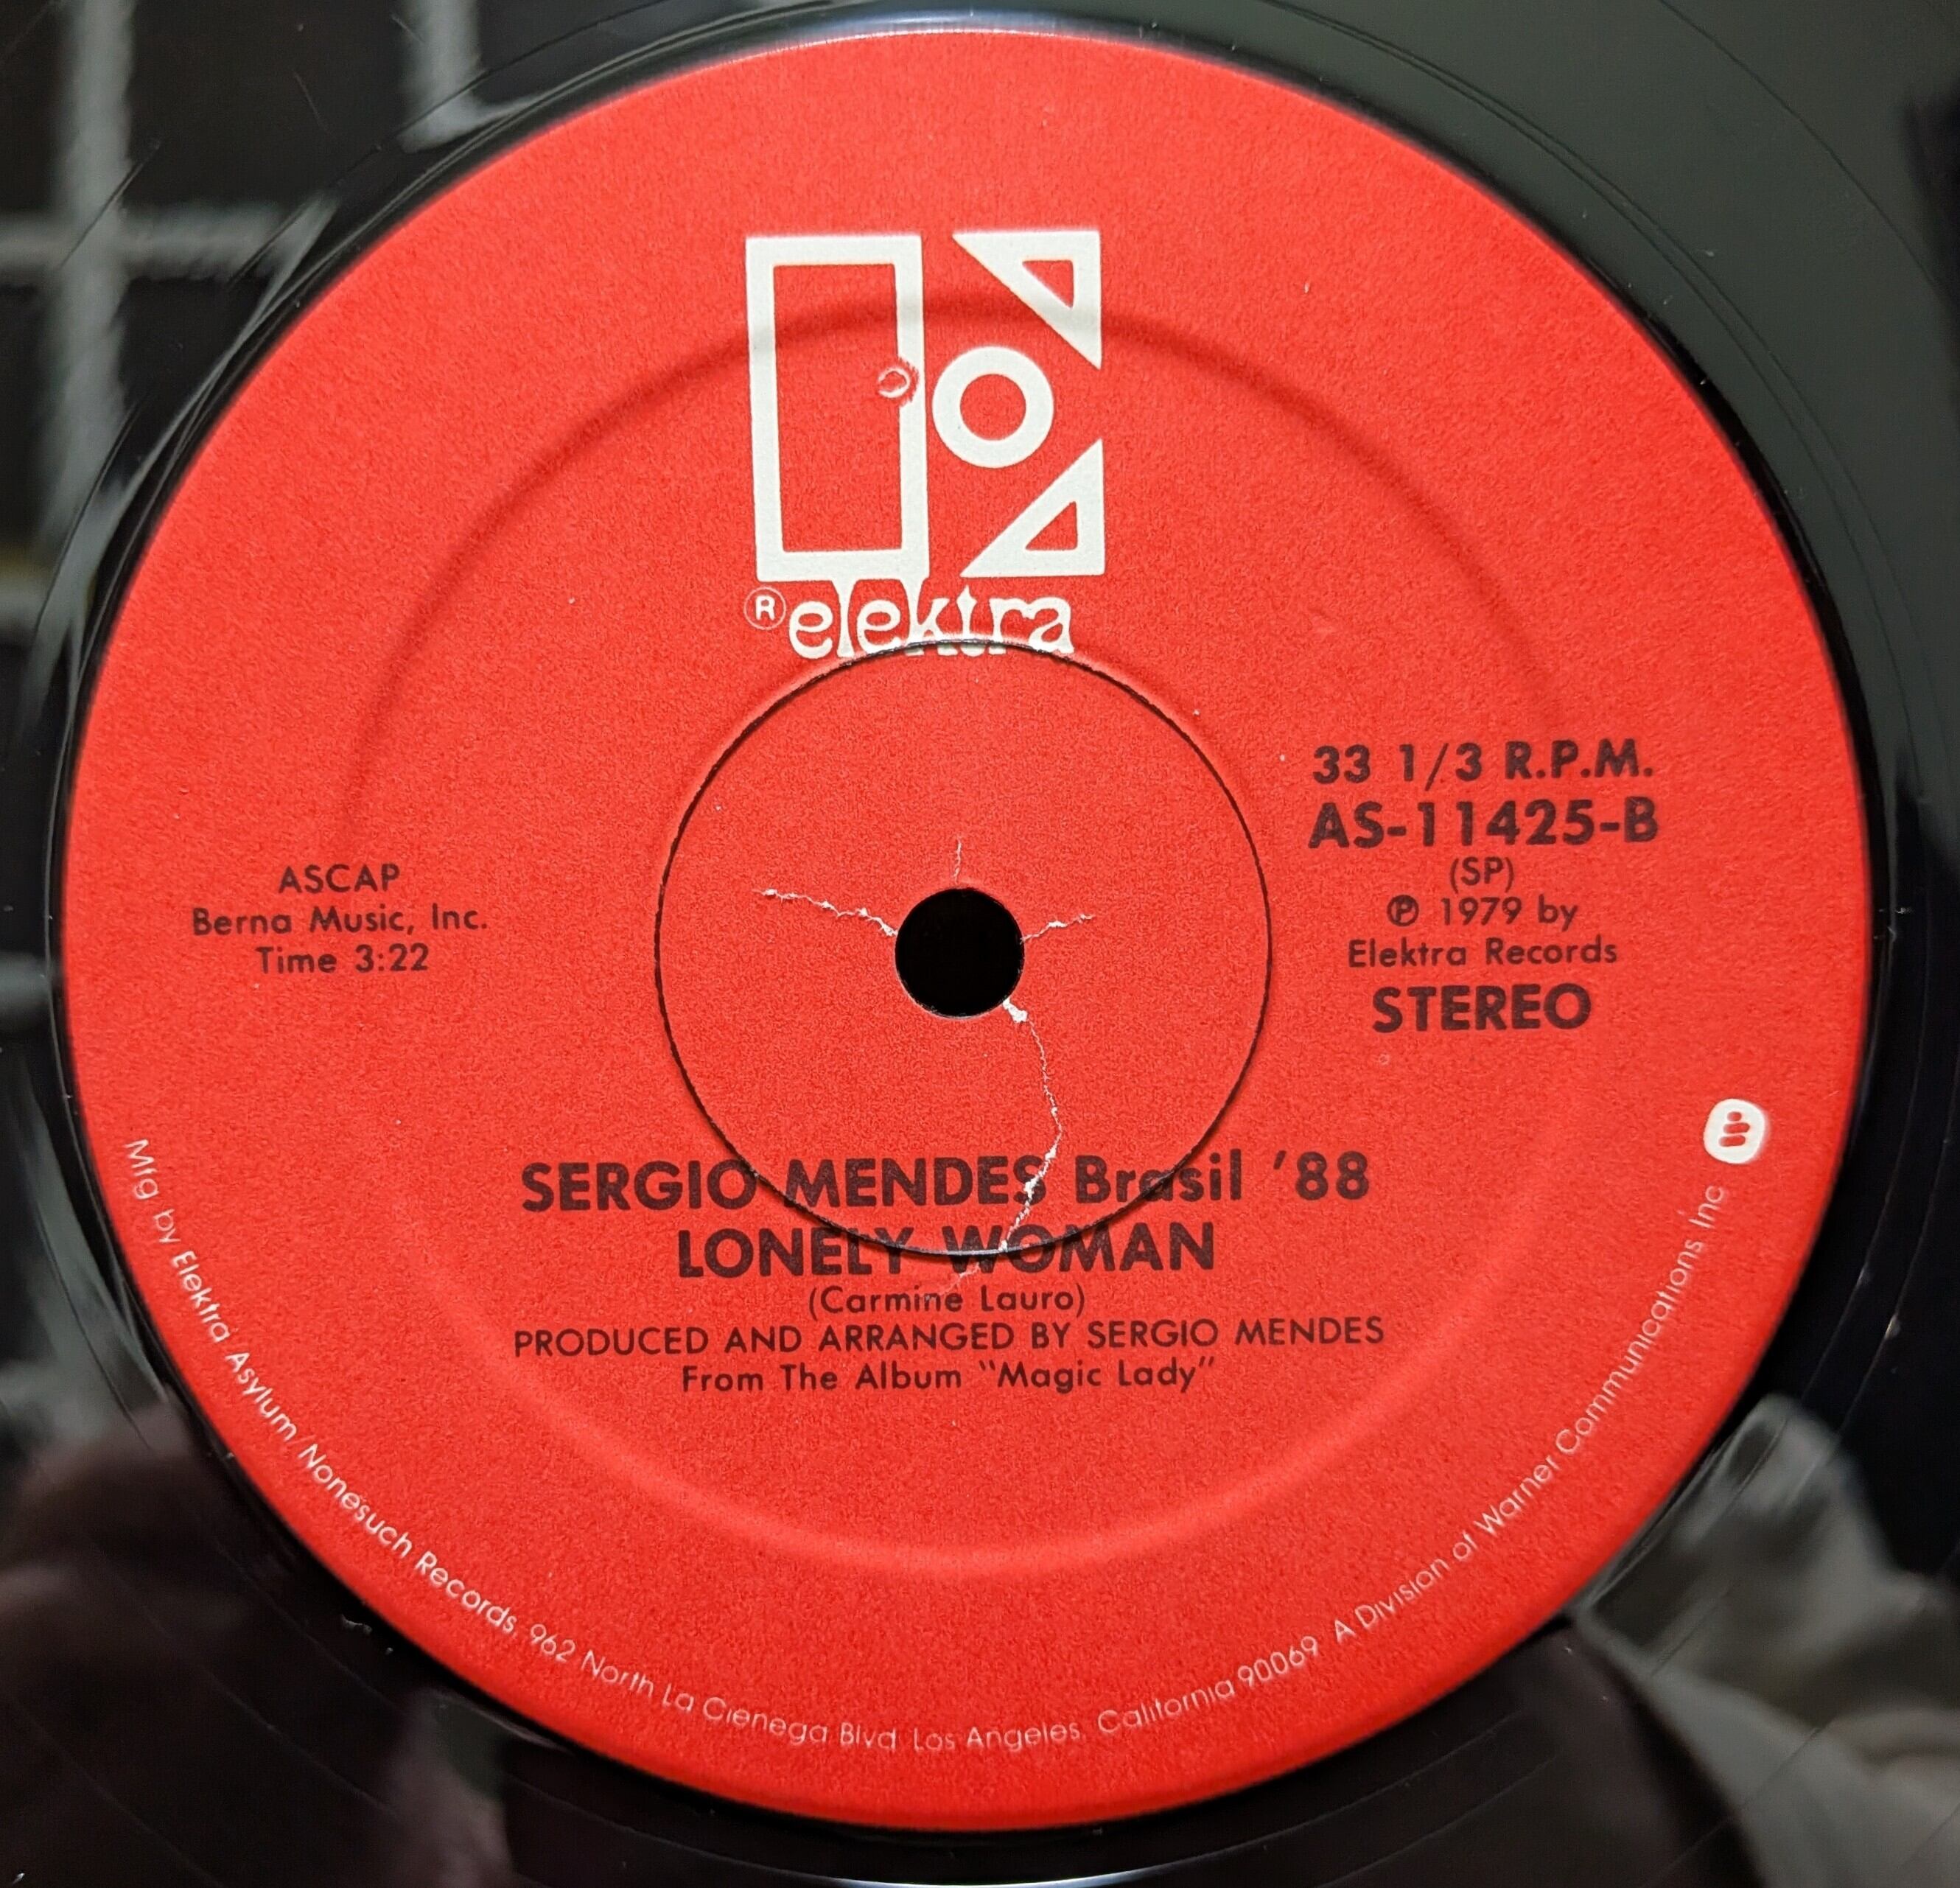 ® elektra
33 1/3 R.P.M.
AS-11425-B
(SP)
℗ 1979 by
Elektra Records
STEREO
ASCAP
Berna Music, Inc.
Time 3:22
SERGIO MENDES Brasil '88
LONELY WOMAN
(Carmine Lauro)
PRODUCED AND ARRANGED BY SERGIO MENDES
From The Album "Magic Lady"
Mfg by Elektra/Asylum/Nonesuch Records, 962 North La Cienega Blvd. Los Angeles, California 90069 A Division of Warner Communications Inc